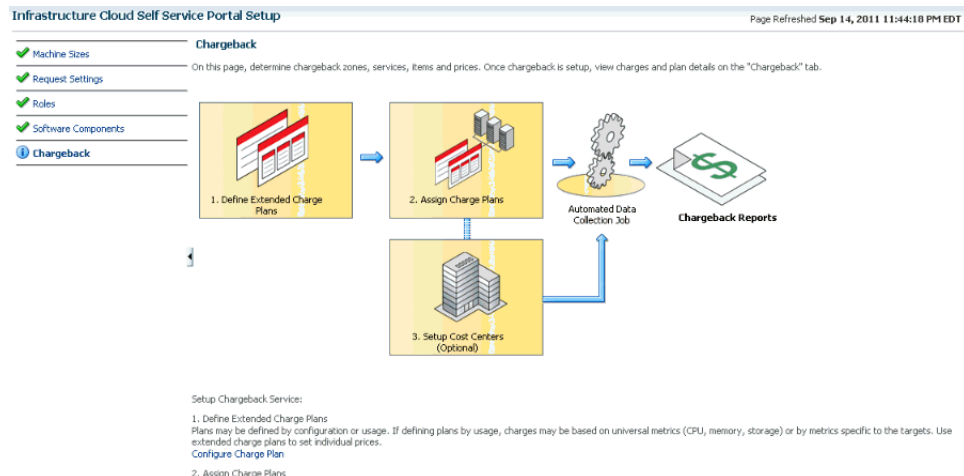 Infrastructure Cloud Self Service Portal Setup
Page Refreshed Sep 14, 2011 11:44:18 PM EDT
Machine Sizes
Request Settings
Roles
Software Components
Chargeback
Chargeback
On this page, determine chargeback zones, services, items and prices. Once chargeback is setup, view charges and plan details on the "Chargeback" tab.
1. Define Extended Charge
Plans
2. Assign Charge Plans
Automated Data
Collection Job
Chargeback Reports
3. Setup Cost Centers
(Optional)
Setup Chargeback Service:
1. Define Extended Charge Plans
Plans may be defined by configuration or usage. If defining plans by usage, charges may be based on universal metrics (CPU, memory, storage) or by metrics specific to the targets. Use
extended charge plans to set individual prices.
Configure Charge Plan
2. Assign Charge Plans